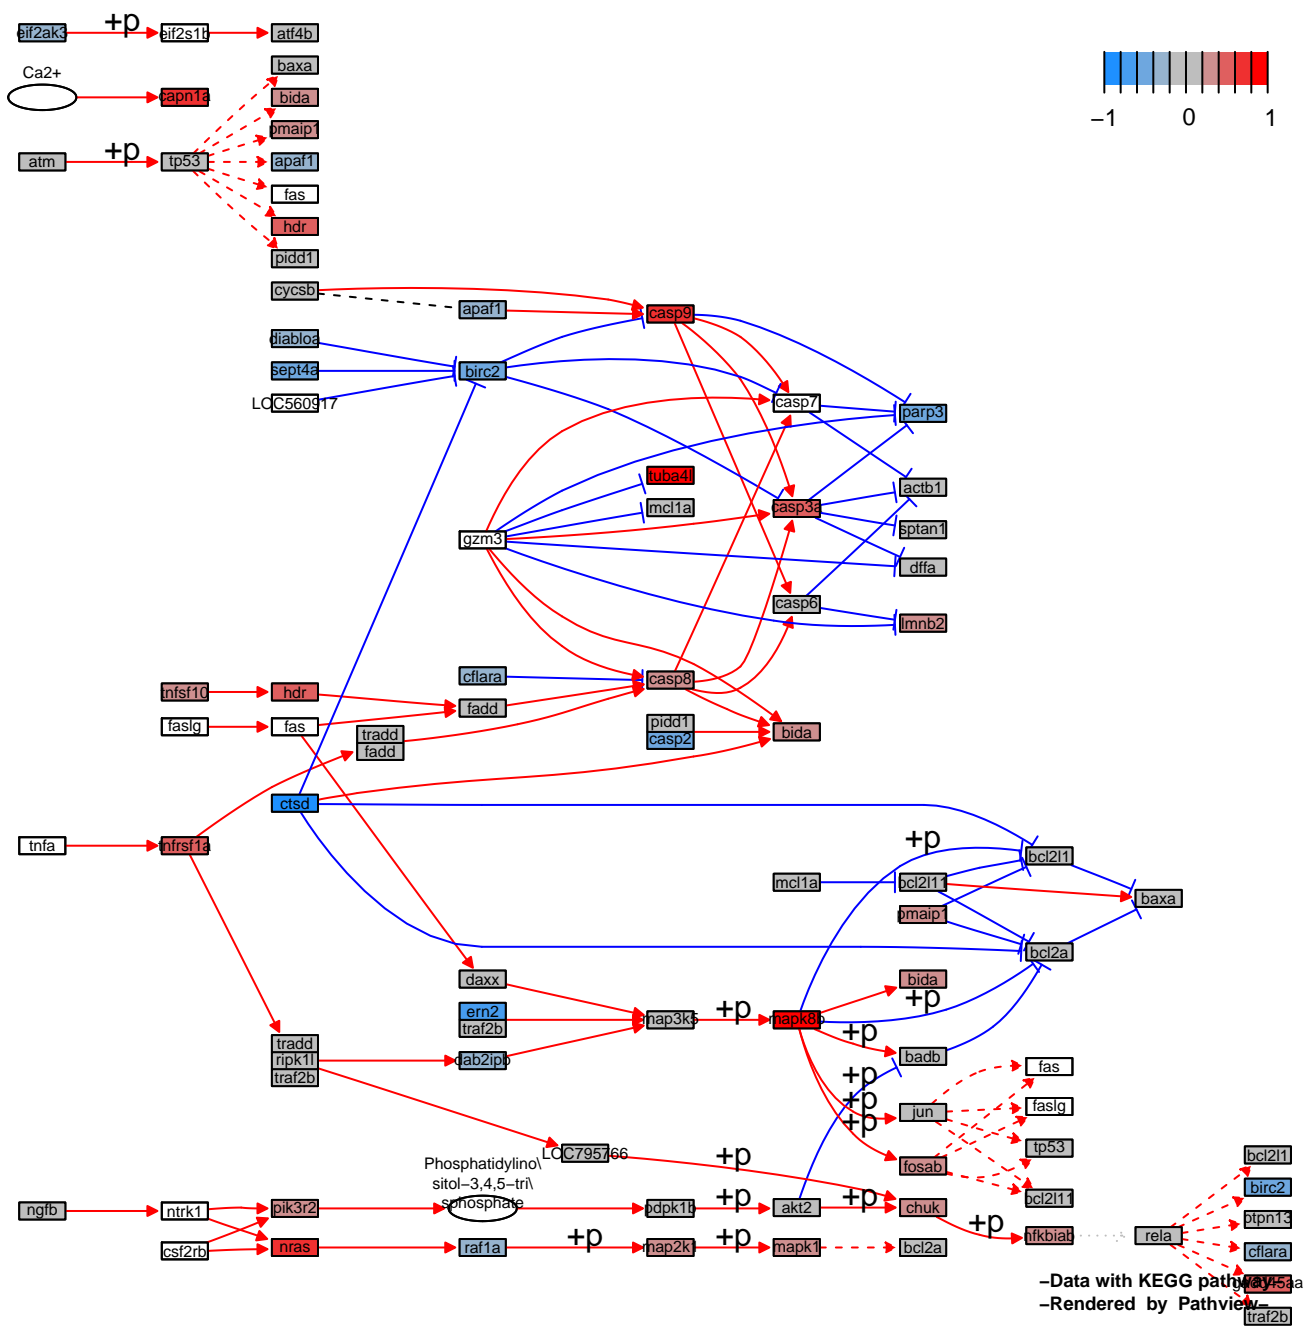 eif2ak3 +p eif2s1b atf4b
baxa
Ca2+
capn1a bida
−1 0 1
pmaip1
atm +p tp53 apaf1
fas
hdr
pidd1
cycsb
apaf1 casp9
diabloa
sept4a birc2
LOC560917 casp7 parp3
tuba4l
actb1
mcl1a casp3a
sptan1
gzm3
dffa
casp6
lmnb2
cflara casp8
tnfsf10 hdr
fadd
faslg fas pidd1
tradd casp2 bida
fadd
ctsd
tnfa tnfrsf1a +p
bcl2l1
mcl1a bcl2l11
baxa
pmaip1
bcl2a
daxx bida
+p
ern2
traf2b map3k5 +p mapk8b
+p
tradd
ripk1l dab2ipb badb
traf2b +p fas
+p
jun faslg
+p
tp53
LOC795766 +p bcl2l1
Phosphatidylino\
sitol−3,4,5−tri\
sphosphate
fosab
bcl2l11 birc2
ngfb ntrk1 pik3r2 pdpk1b +p akt2 +p chuk
ptpn13
+p nfkbiab rela
csf2rb nras raf1a +p map2k1 +p mapk1 bcl2a cflara
−Data with KEGG pathway−
gadd45aa
−Rendered by Pathview−
traf2b